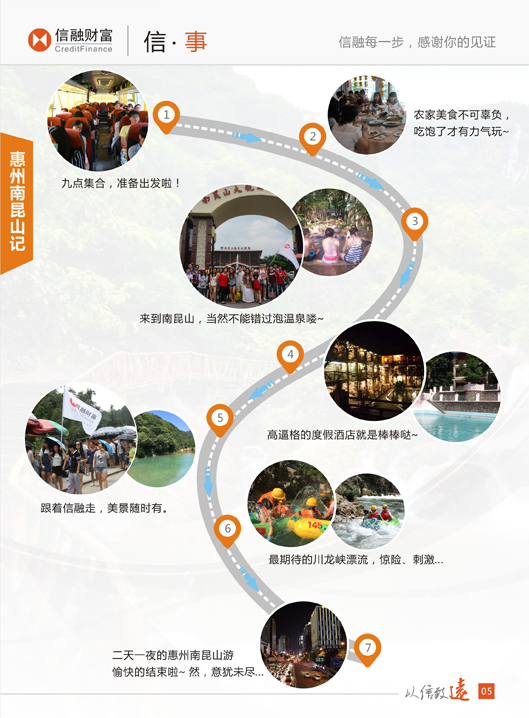 信融财富
CreditFinance
信·事
信融每一步，感谢你的见证
惠州南昆山记
1
九点集合，准备出发啦！
2
农家美食不可辜负，
吃饱了才有力气玩~
3
来到南昆山，当然不能错过泡温泉喽~
4
高逼格的度假酒店就是棒棒哒~
5
信融财富
跟着信融走，美景随时有。
6
145
最期待的川龙峡漂流，惊险、刺激...
7
二天一夜的惠州南昆山游
愉快的结束啦~ 然，意犹未尽...
以信致远
05